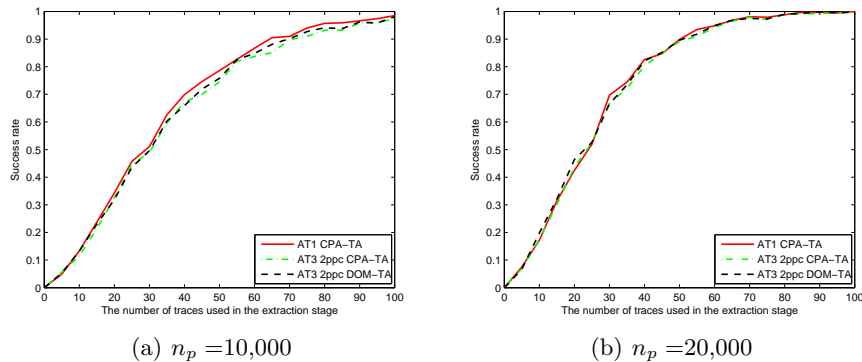 1
0.9
0.8
0.7
0.6
0.5
0.4
0.3
0.2
0.1
0
Success rate
0 10 20 30 40 50 60 70 80 90 100
The number of traces used in the extraction stage
AT1 CPA−TA
AT3 2ppc CPA−TA
AT3 2ppc DOM−TA
(a) n_p =10,000
1
0.9
0.8
0.7
0.6
0.5
0.4
0.3
0.2
0.1
0
Success rate
0 10 20 30 40 50 60 70 80 90 100
The number of traces used in the extraction stage
AT1 CPA−TA
AT3 2ppc CPA−TA
AT3 2ppc DOM−TA
(b) n_p =20,000